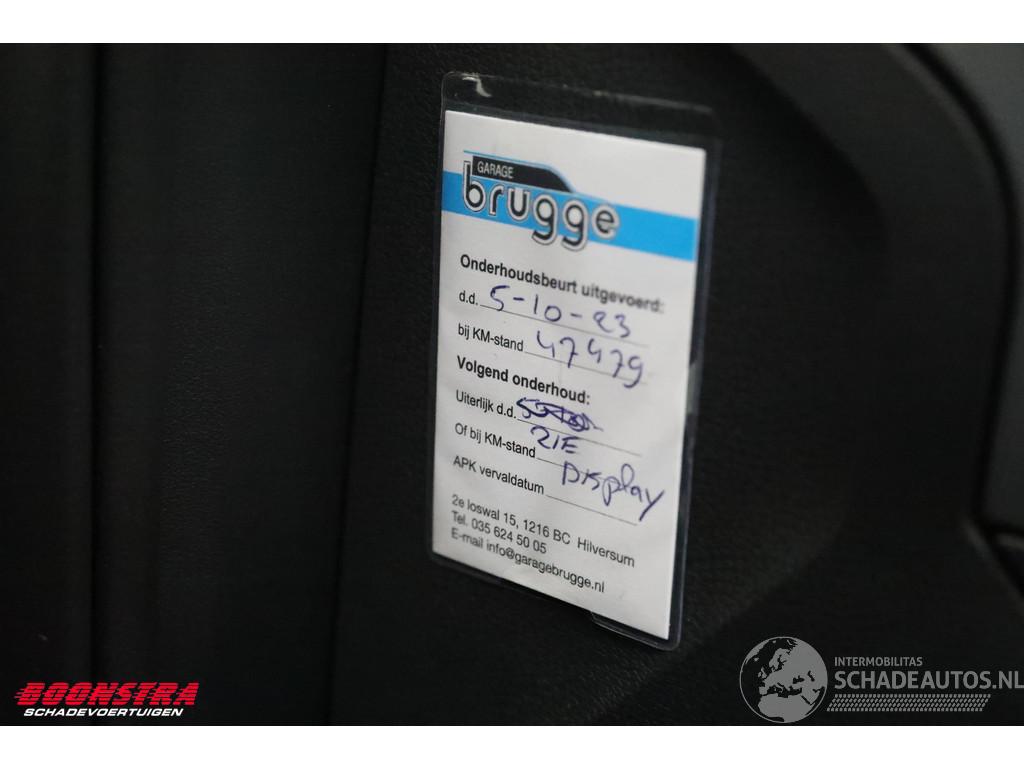 GARAGE
brugge
Onderhoudsbeurt uitgevoerd:
d.d. 5-10-23
bij KM-stand 47479
Volgend onderhoud:
Uiterlijk d.d.
Of bij KM-stand ZIE
APK vervaldatum Display
2e loswal 15, 1216 BC Hilversum
Tel. 035 624 50 05
E-mail info@garagebrugge.nl
BOONSTRA
SCHADEVOERTUIGEN
INTERMOBILITAS
SCHADEAUTOS.NL